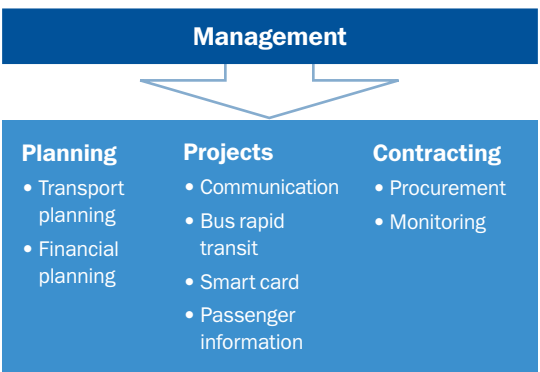 Management
Planning
• Transport
planning
• Financial
planning
Projects
• Communication
• Bus rapid
transit
• Smart card
• Passenger
information
Contracting
• Procurement
• Monitoring